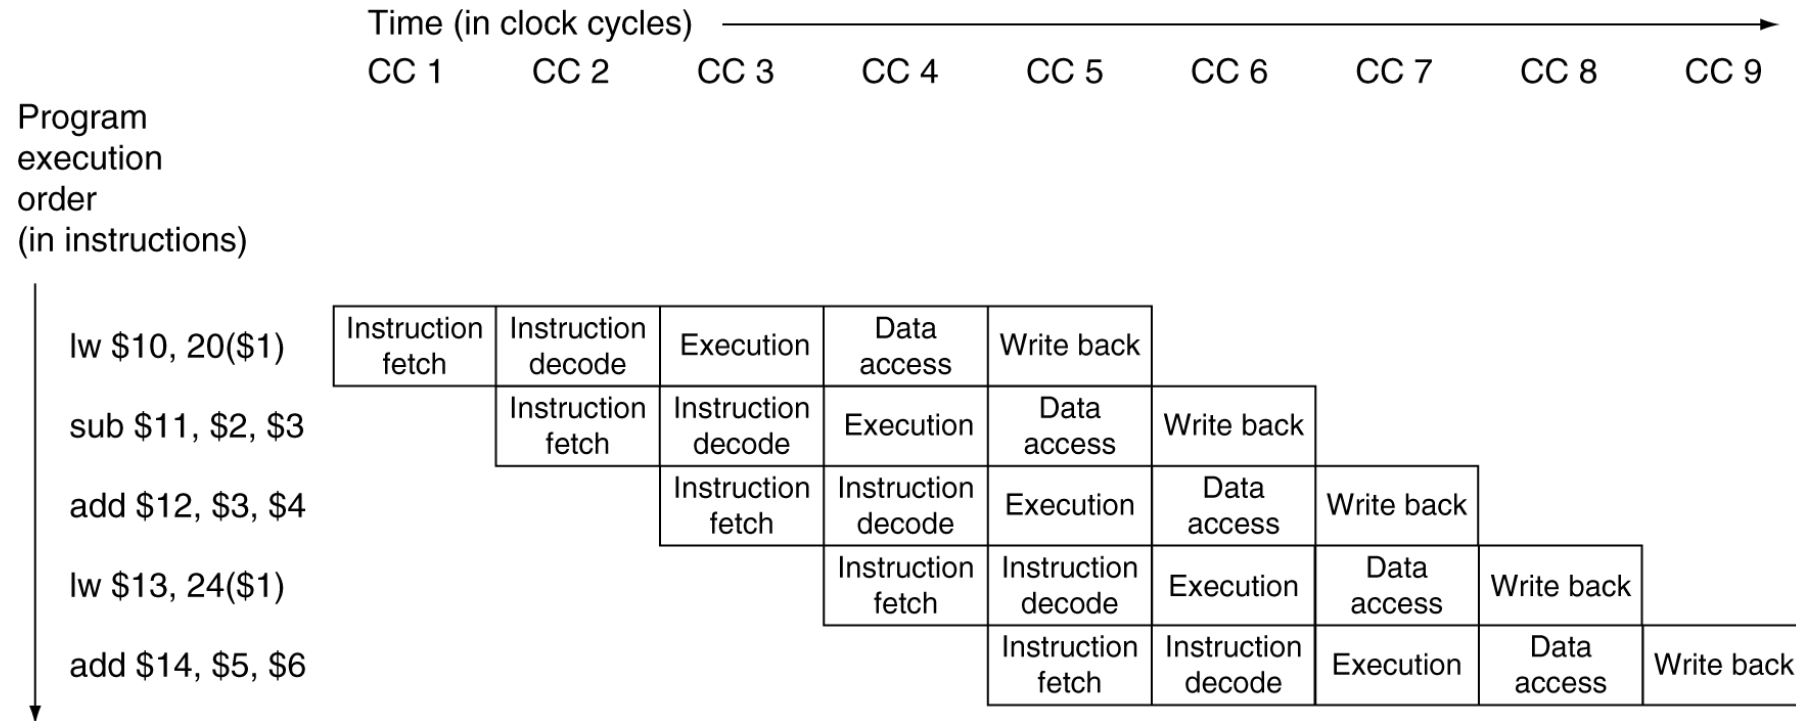 Time (in clock cycles)
CC 1 CC 2 CC 3 CC 4 CC 5 CC 6 CC 7 CC 8 CC 9
Program
execution
order
(in instructions)
lw $10, 20($1)
Instruction
fetch
Instruction
decode
Execution
Data
access
Write back
sub $11, $2, $3
Instruction
fetch
Instruction
decode
Execution
Data
access
Write back
add $12, $3, $4
Instruction
fetch
Instruction
decode
Execution
Data
access
Write back
lw $13, 24($1)
Instruction
fetch
Instruction
decode
Execution
Data
access
Write back
add $14, $5, $6
Instruction
fetch
Instruction
decode
Execution
Data
access
Write back